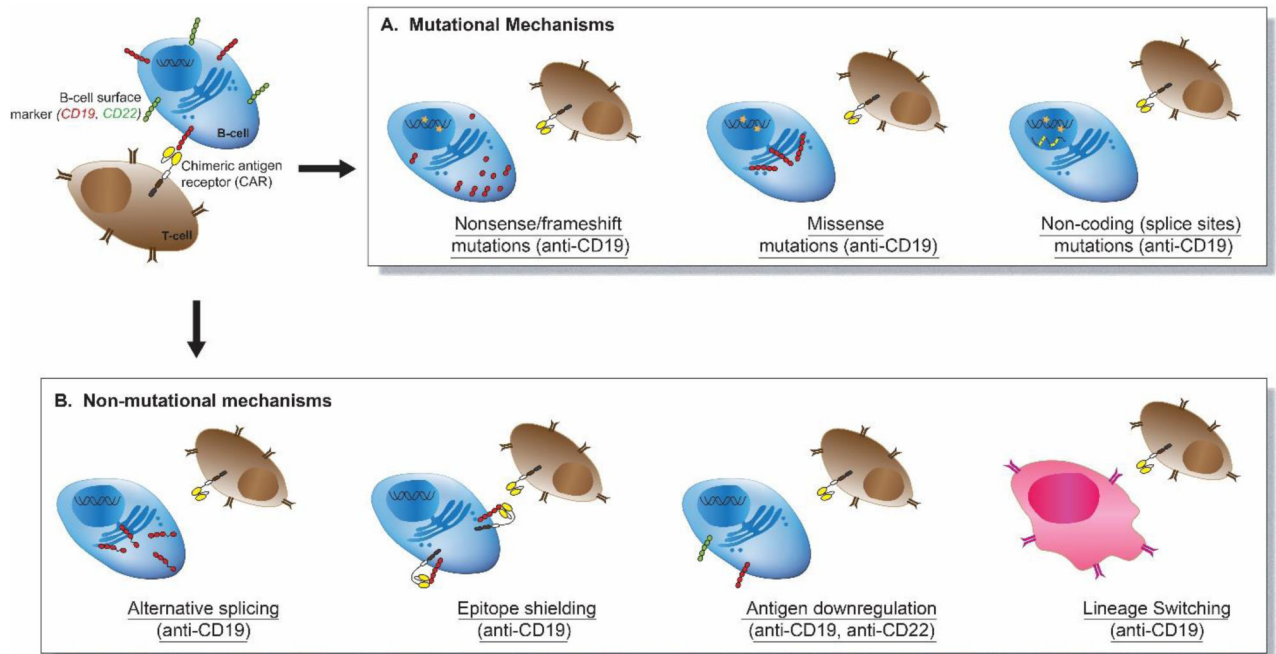 B-cell surface
marker (CD19, CD22)
B-cell
Chimeric antigen
receptor (CAR)
T-cell
A. Mutational Mechanisms
Nonsense/frameshift
mutations (anti-CD19)
Missense
mutations (anti-CD19)
Non-coding (splice sites)
mutations (anti-CD19)
B. Non-mutational mechanisms
Alternative splicing
(anti-CD19)
Epitope shielding
(anti-CD19)
Antigen downregulation
(anti-CD19, anti-CD22)
Lineage Switching
(anti-CD19)